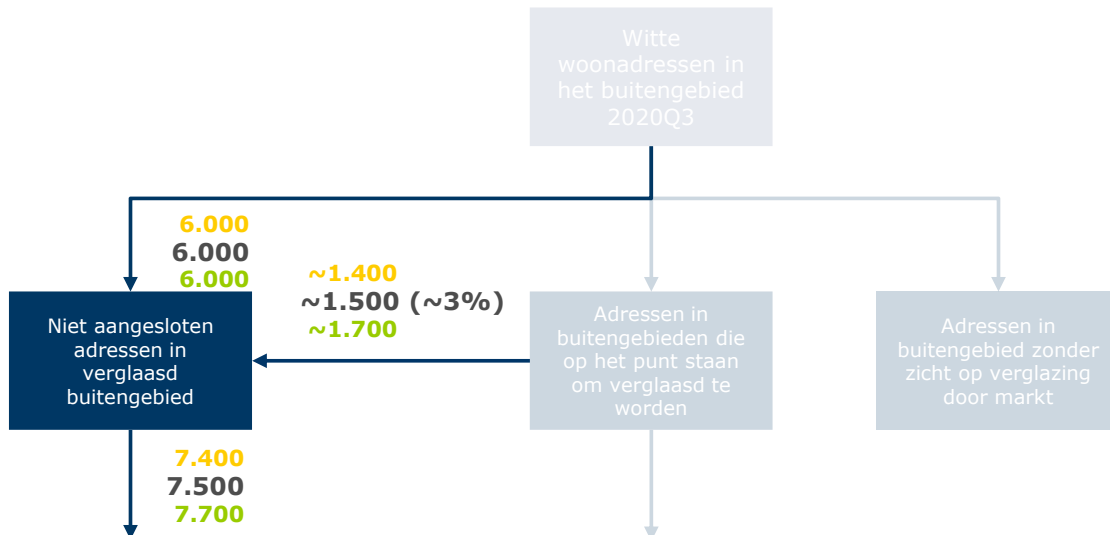 Witte
woonadressen in
het buitengebied
2020Q3
6.000
6.000
6.000
~1.400
~1.500 (~3%)
~1.700
Niet aangesloten
adressen in
verglaasd
buitengebied
Adressen in
buitengebieden die
op het punt staan
om verglaasd te
worden
Adressen in
buitengebied zonder
zicht op verglazing
door markt
7.400
7.500
7.700